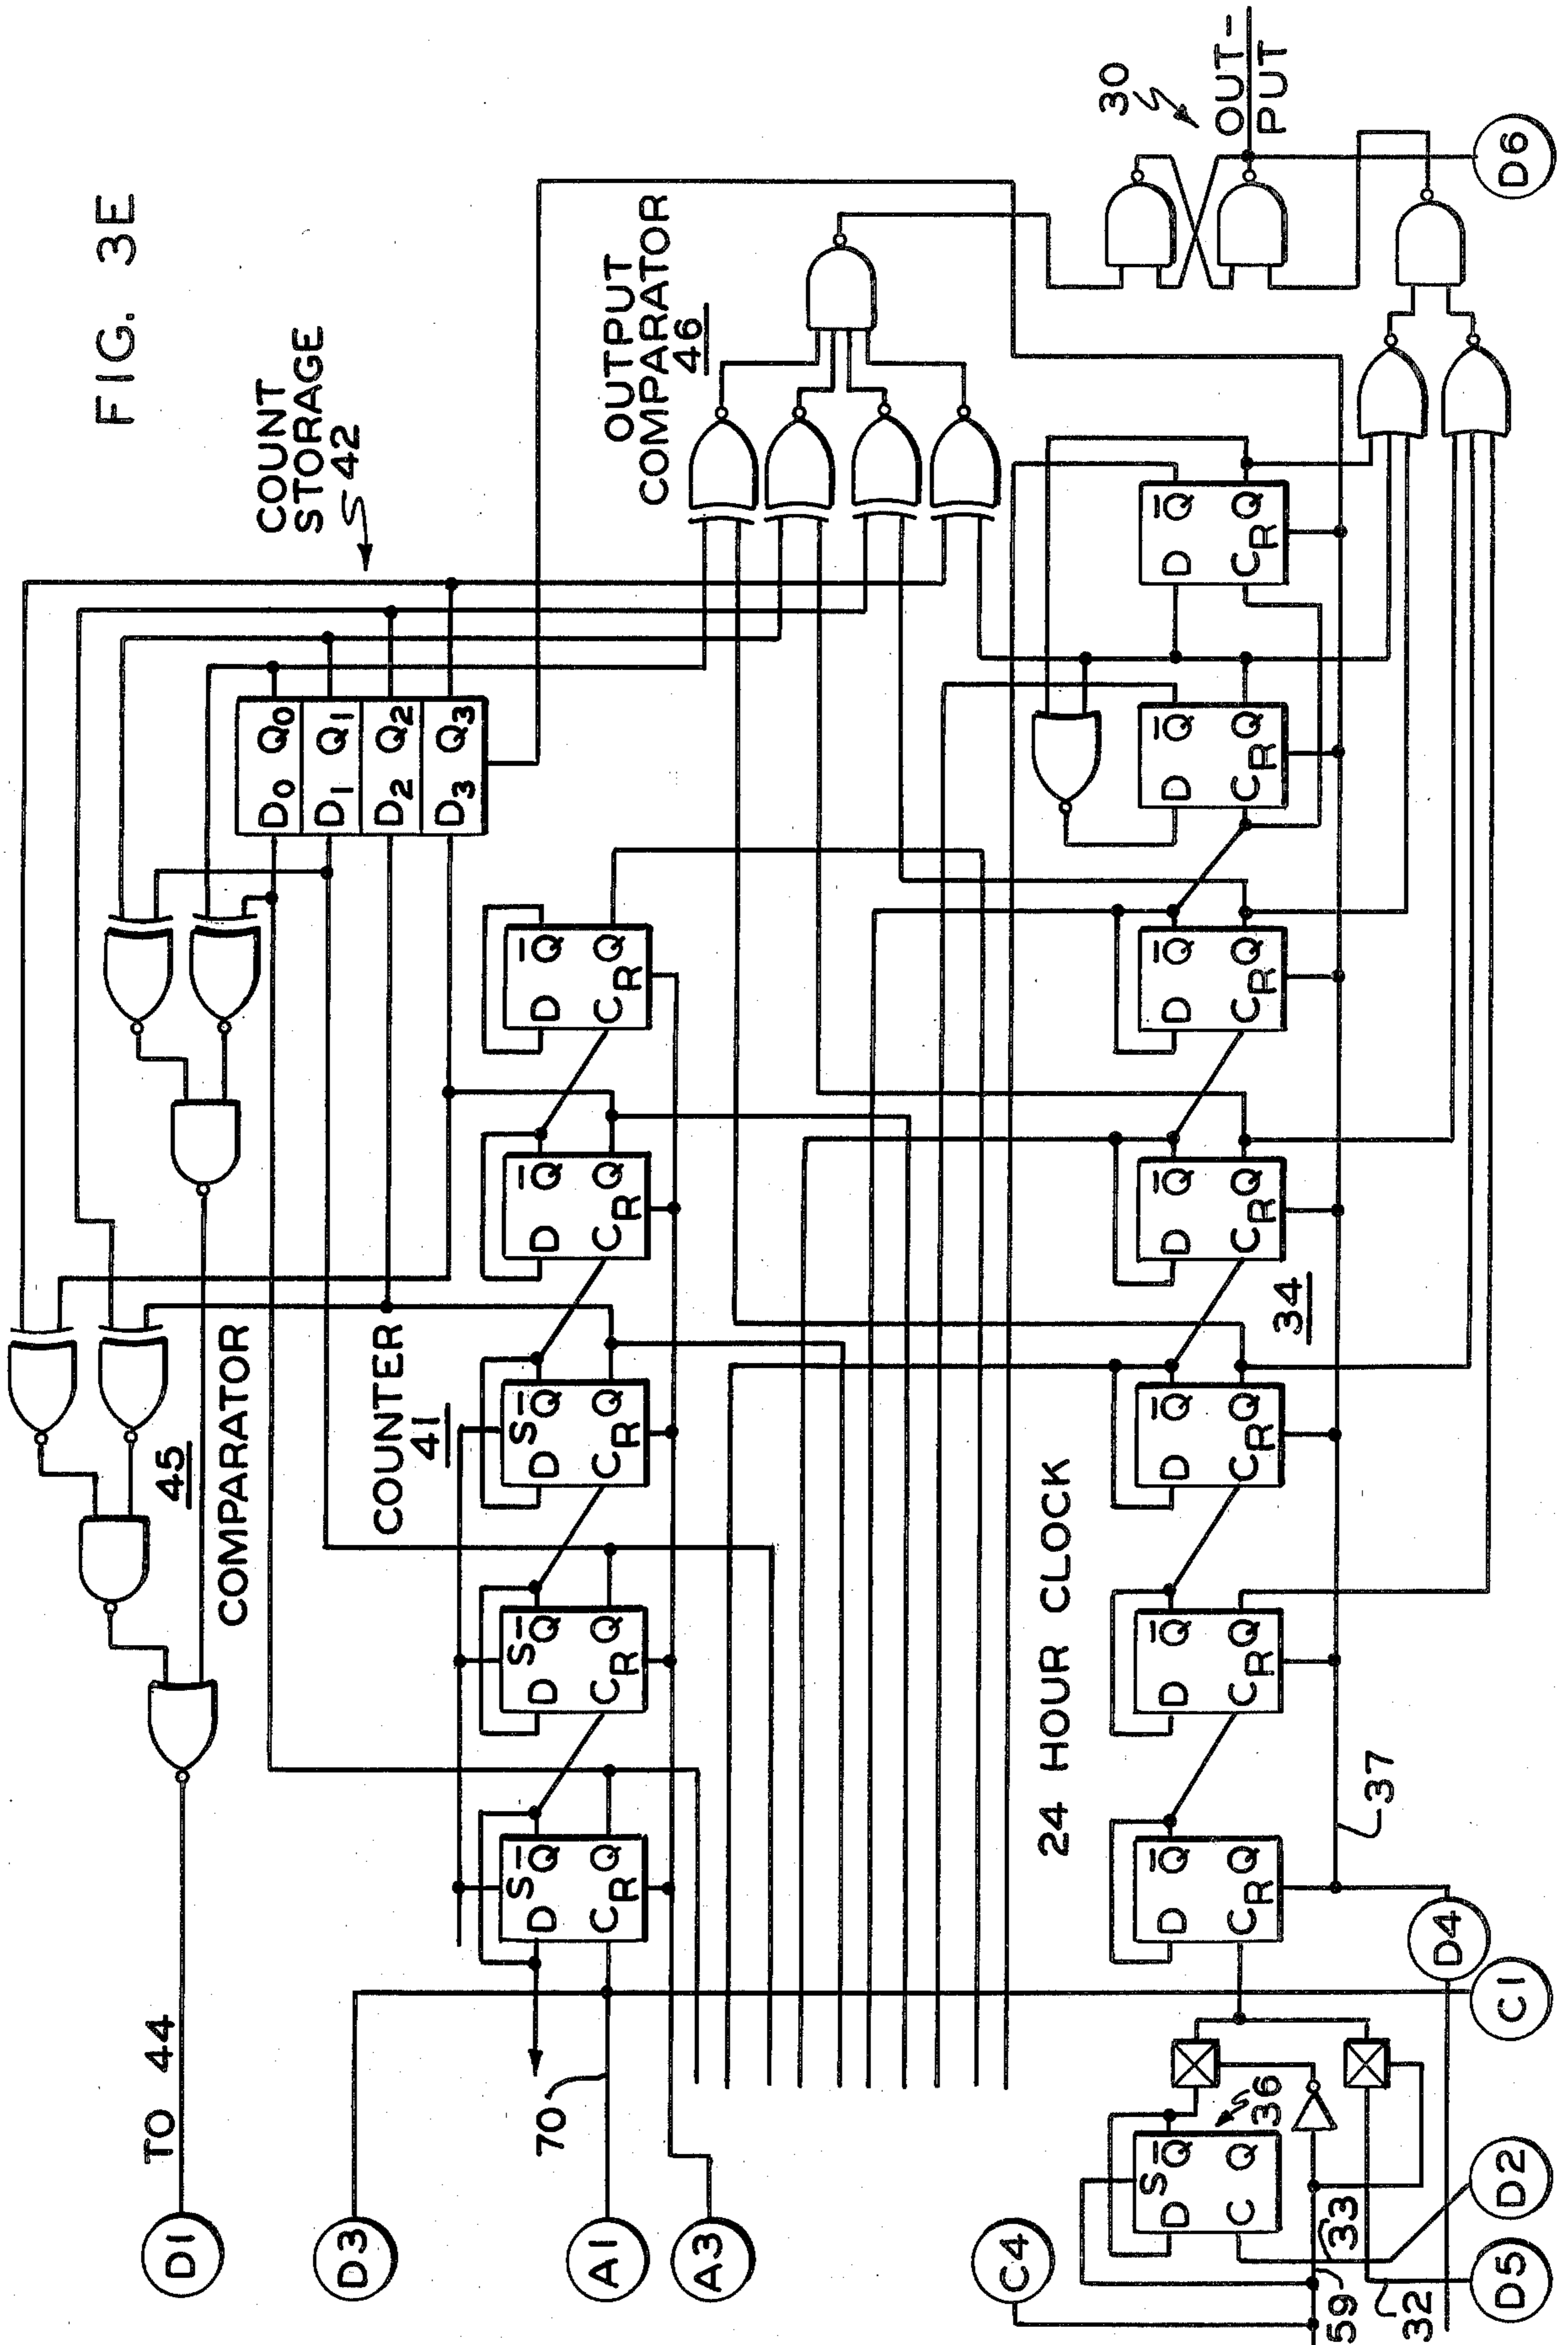 FIG. 3E
TO 44
D1
45
COMPARATOR
COUNT
STORAGE
42
D0 Q0
D1 Q1
D2 Q2
D3 Q3
D3
COUNTER
41
S
D Q̅
C Q
R
S
D Q̅
C Q
R
S
D Q̅
C Q
R
D Q̅
C Q
R
D Q̅
C Q
R
70
A1
A3
OUTPUT
COMPARATOR
46
C4
24 HOUR CLOCK
S
D Q̅
C Q
36
D Q̅
C Q
R
D Q̅
C Q
R
D Q̅
C Q
R
D Q̅
C Q
R
D Q̅
C Q
R
D Q̅
C Q
R
D Q̅
C Q
R
34
30
OUT-
PUT
59
33
37
32
D5
D2
C1
D4
D6